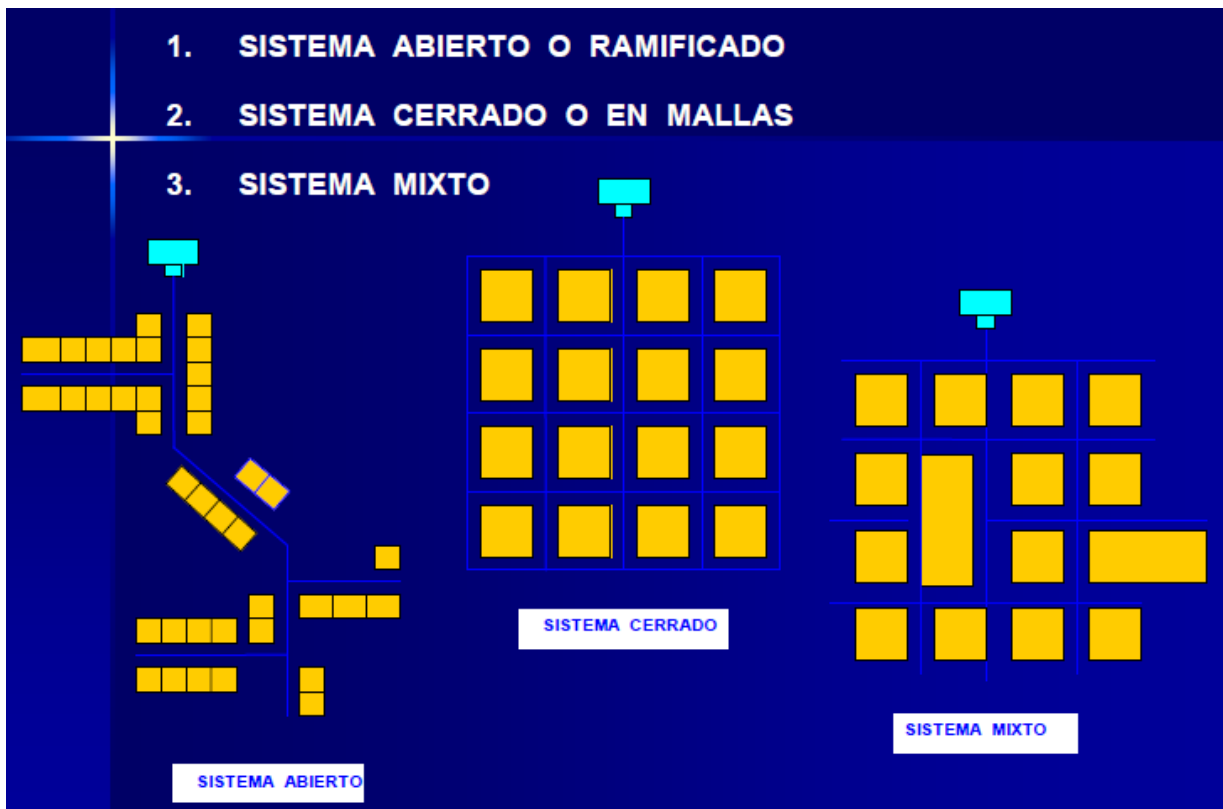 1. SISTEMA ABIERTO O RAMIFICADO
2. SISTEMA CERRADO O EN MALLAS
3. SISTEMA MIXTO
SISTEMA CERRADO
SISTEMA MIXTO
SISTEMA ABIERTO